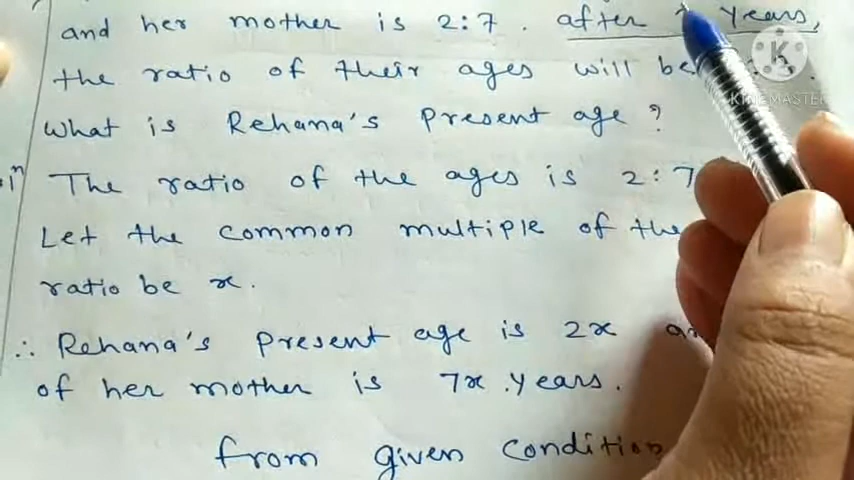 and her mother is 2:7. after years,
the ratio of their ages will be
What is Rehana's present age?
The ratio of the ages is 2:7
Let the common multiple of the
ratio be x.
∴ Rehana's present age is 2x
of her mother is 7x years.
from given condition
KINEMASTER